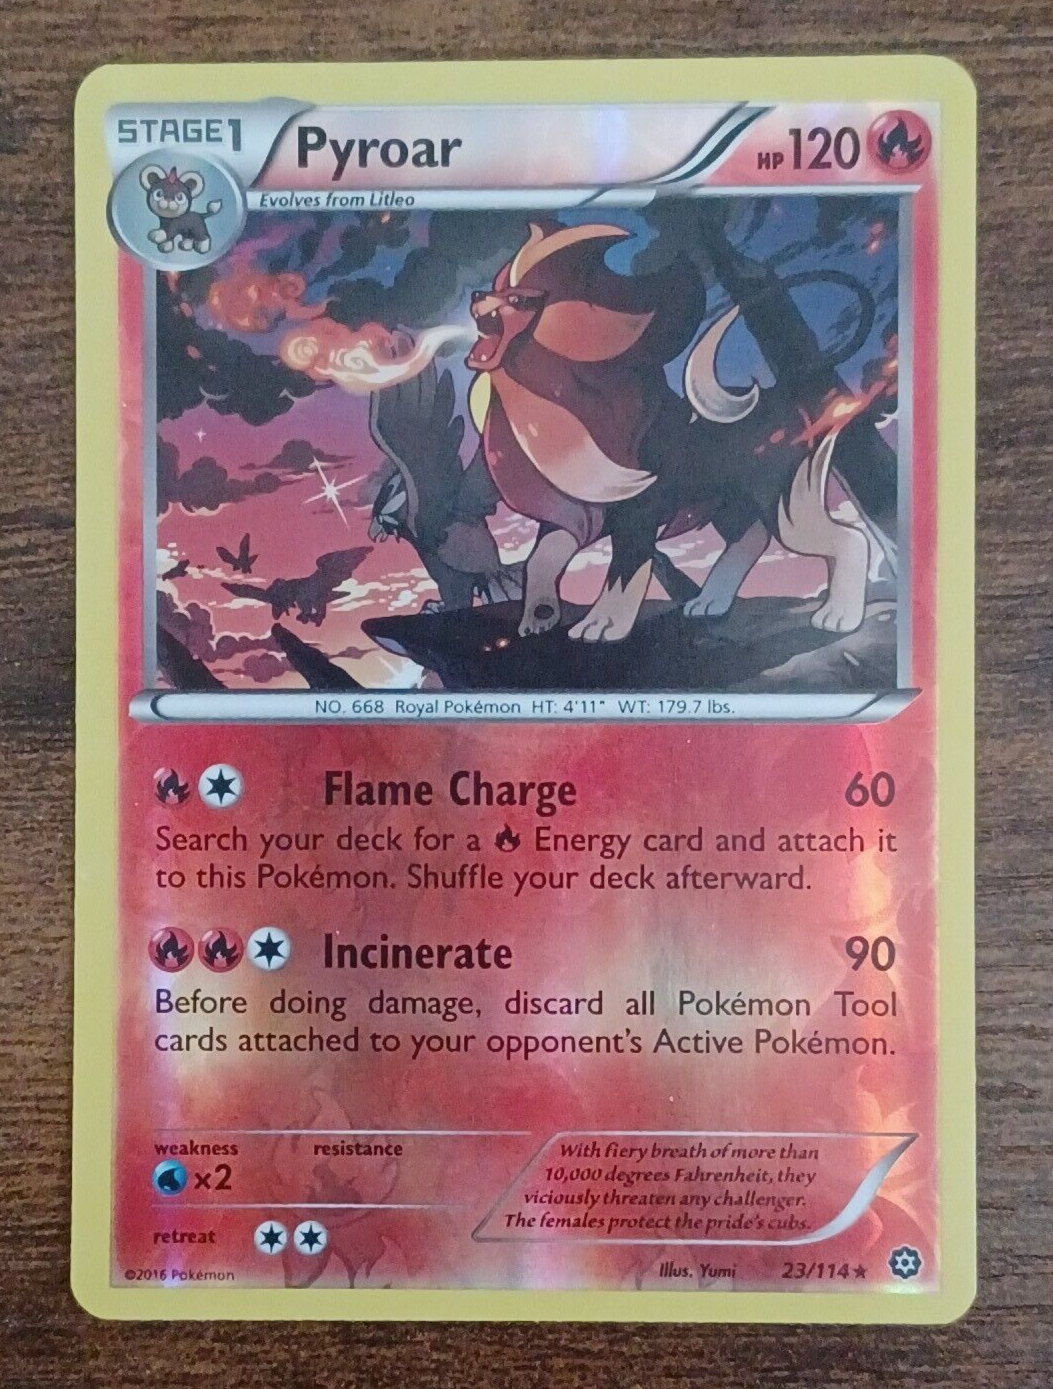 STAGE1 Pyroar HP 120
Evolves from Litleo
NO. 668 Royal Pokémon HT: 4'11" WT: 179.7 lbs.
Flame Charge 60
Search your deck for a Energy card and attach it
to this Pokémon. Shuffle your deck afterward.
Incinerate 90
Before doing damage, discard all Pokémon Tool
cards attached to your opponent's Active Pokémon.
weakness resistance
×2
retreat
With fiery breath of more than
10,000 degrees Fahrenheit, they
viciously threaten any challenger.
The females protect the pride's cubs.
©2016 Pokémon Illus. Yumi 23/114★